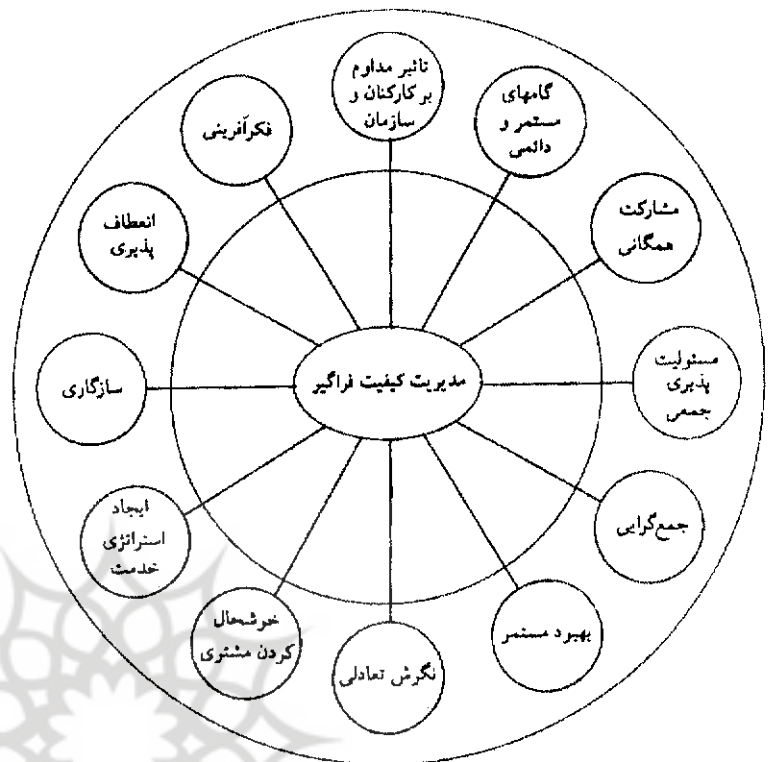 تاثیر مداوم
بر کارکنان و
سازمان
گامهای
مستمر و
دائمی
مشارکت
همگانی
مسئولیت
پذیری
جمعی
جمع‌گرایی
بهبود مستمر
نگرش تعادلی
خوشحال
کردن مشتری
ایجاد
استراتژی
خدمت
سازگاری
انعطاف
پذیری
فکرآفرینی
مدیریت کیفیت فراگیر